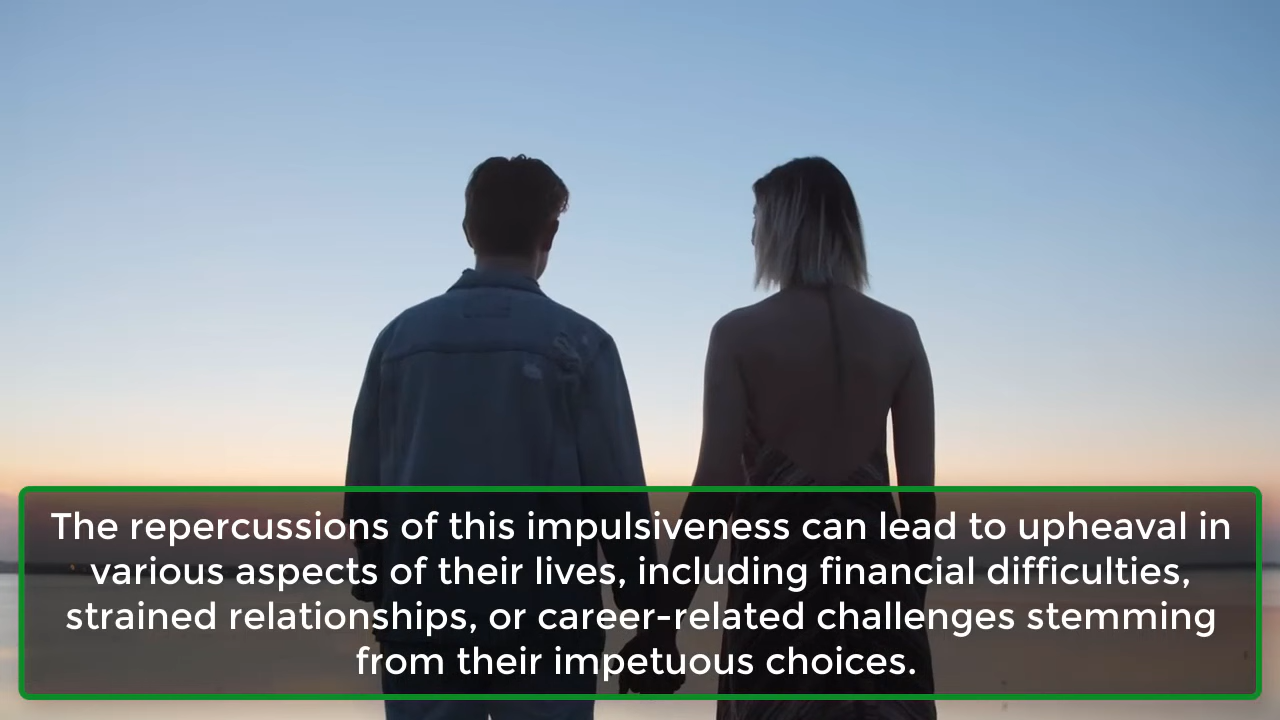 The repercussions of this impulsiveness can lead to upheaval in
various aspects of their lives, including financial difficulties,
strained relationships, or career-related challenges stemming
from their impetuous choices.